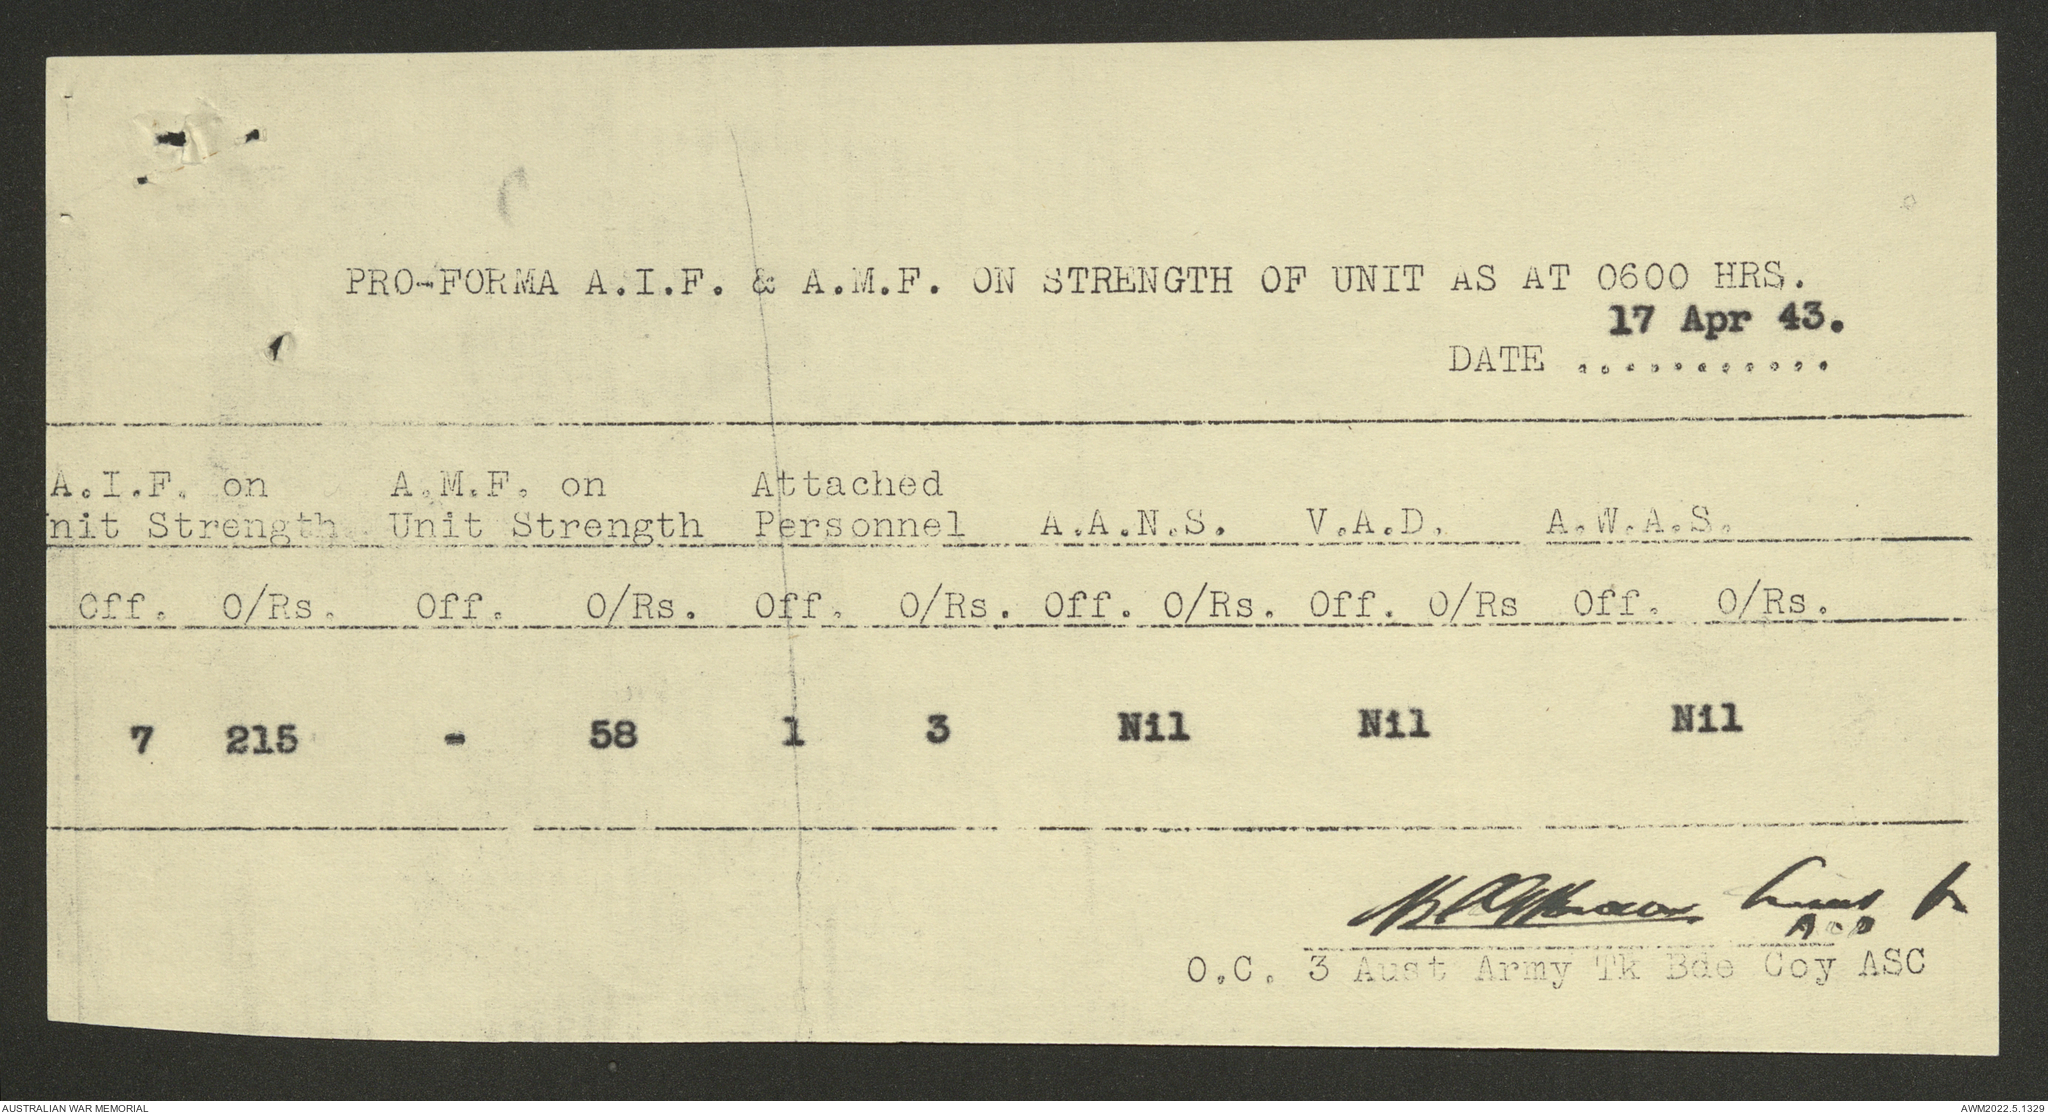 PRO-FORMA A.I.F. & A.M.F. ON STRENGTH OF UNIT AS AT 0600 HRS.
17 Apr 43.
DATE ...........
A.I.F. on A.M.F. on Attached
nit Strength Unit Strength Personnel A.A.N.S. V.A.D. A.W.A.S.
Off. O/Rs. Off. O/Rs. Off. O/Rs. Off. O/Rs. Off. O/Rs Off. O/Rs.
7 215 - 58 1 3 Nil Nil Nil
O.C. 3 Aust Army Tk Bde Coy ASC
AUSTRALIAN WAR MEMORIAL
AWM2022.5.1329